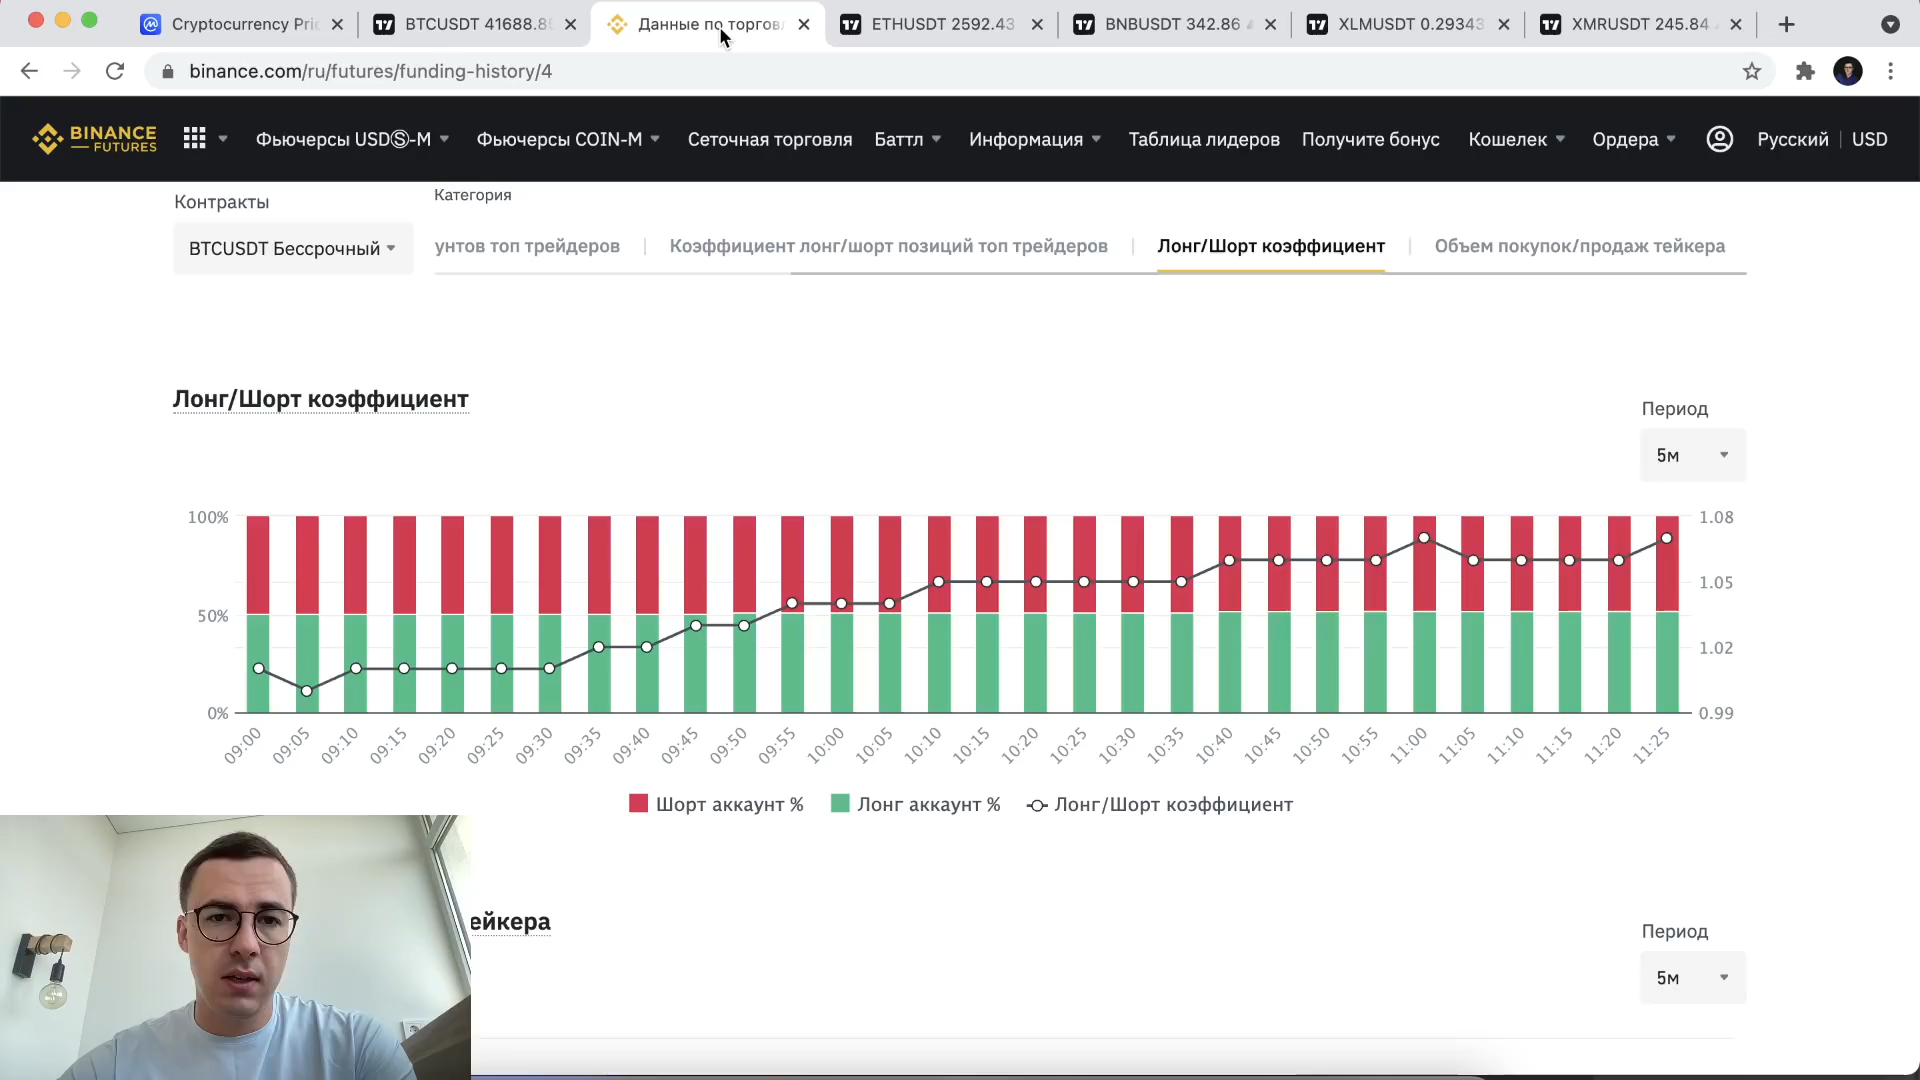 Cryptocurrency Pri
BTCUSDT 41688.8
Данные по торгов
ETHUSDT 2592.43
BNBUSDT 342.86
XLMUSDT 0.29343
XMRUSDT 245.84
binance.com/ru/futures/funding-history/4
BINANCE
FUTURES
Фьючерсы USDⓈ-M
Фьючерсы COIN-M
Сеточная торговля
Баттл
Информация
Таблица лидеров
Получите бонус
Кошелек
Ордера
Русский
USD
Контракты
Категория
BTCUSDT Бессрочный
унтов топ трейдеров
Коэффициент лонг/шорт позиций топ трейдеров
Лонг/Шорт коэффициент
Объем покупок/продаж тейкера
Лонг/Шорт коэффициент
Период
5м
100%
50%
0%
1.08
1.05
1.02
0.99
09:00 09:05 09:10 09:15 09:20 09:25 09:30 09:35 09:40 09:45 09:50 09:55 10:00 10:05 10:10 10:15 10:20 10:25 10:30 10:35 10:40 10:45 10:50 10:55 11:00 11:05 11:10 11:15 11:20 11:25
Шорт аккаунт %
Лонг аккаунт %
Лонг/Шорт коэффициент
ейкера
Период
5м